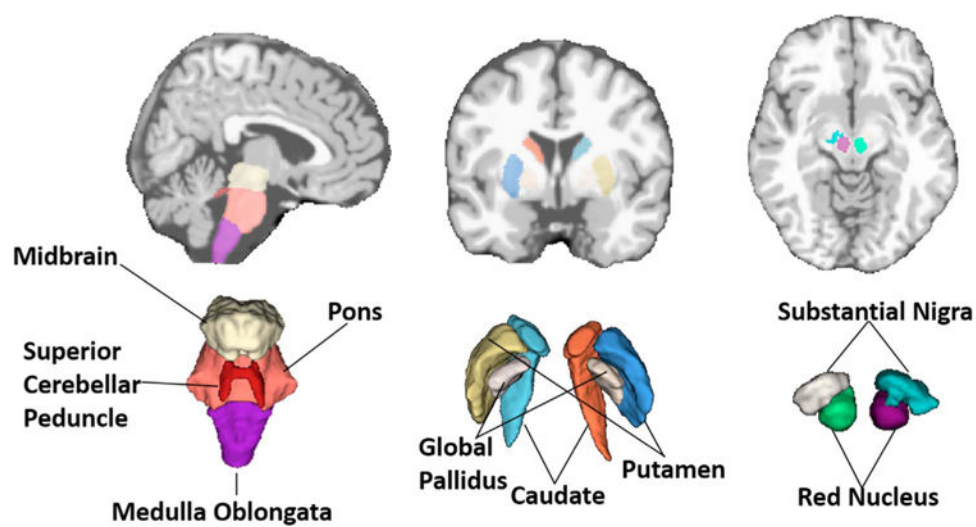 Midbrain
Pons
Superior
Cerebellar
Peduncle
Medulla Oblongata
Global
Pallidus
Caudate
Putamen
Substantial Nigra
Red Nucleus